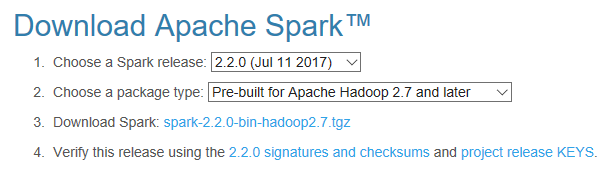 Download Apache Spark™
1. Choose a Spark release: 2.2.0 (Jul 11 2017)
2. Choose a package type: Pre-built for Apache Hadoop 2.7 and later
3. Download Spark: spark-2.2.0-bin-hadoop2.7.tgz
4. Verify this release using the 2.2.0 signatures and checksums and project release KEYS.